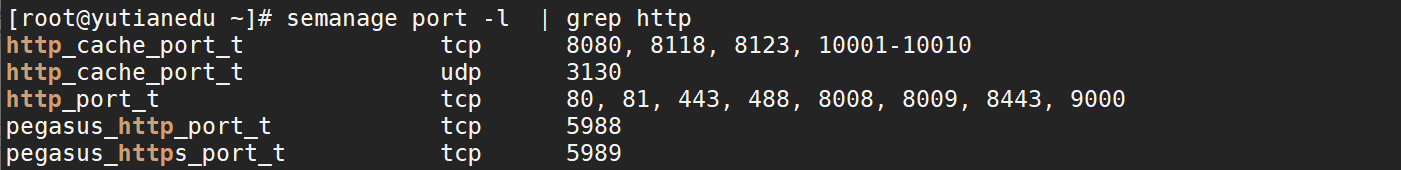 [root@yutianedu ~]# semanage port -l  | grep http
http_cache_port_t              tcp      8080, 8118, 8123, 10001-10010
http_cache_port_t              udp      3130
http_port_t                    tcp      80, 81, 443, 488, 8008, 8009, 8443, 9000
pegasus_http_port_t            tcp      5988
pegasus_https_port_t           tcp      5989